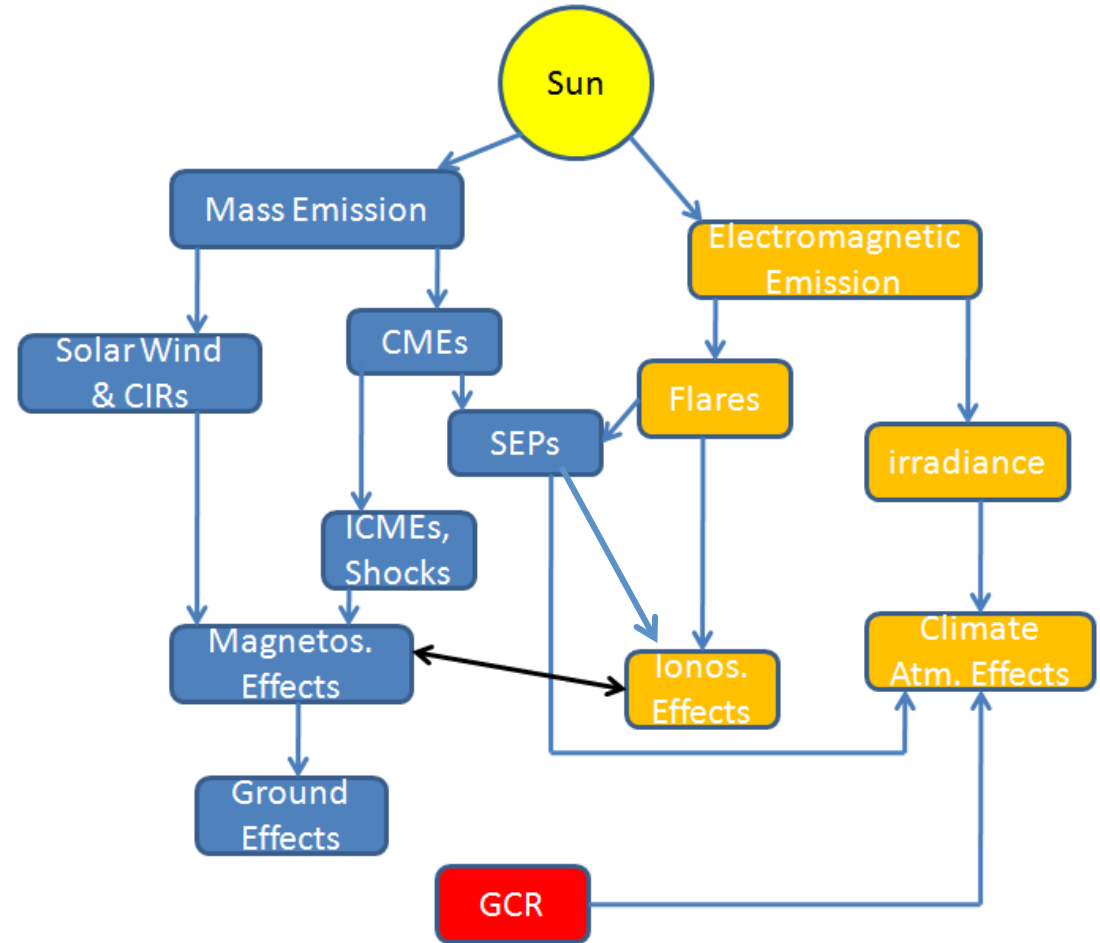 Sun
Mass Emission
Electromagnetic
Emission
Solar Wind
& CIRs
CMEs
Flares
SEPs
irradiance
ICMEs,
Shocks
Magnetos.
Effects
Ionos.
Effects
Climate
Atm. Effects
Ground
Effects
GCR